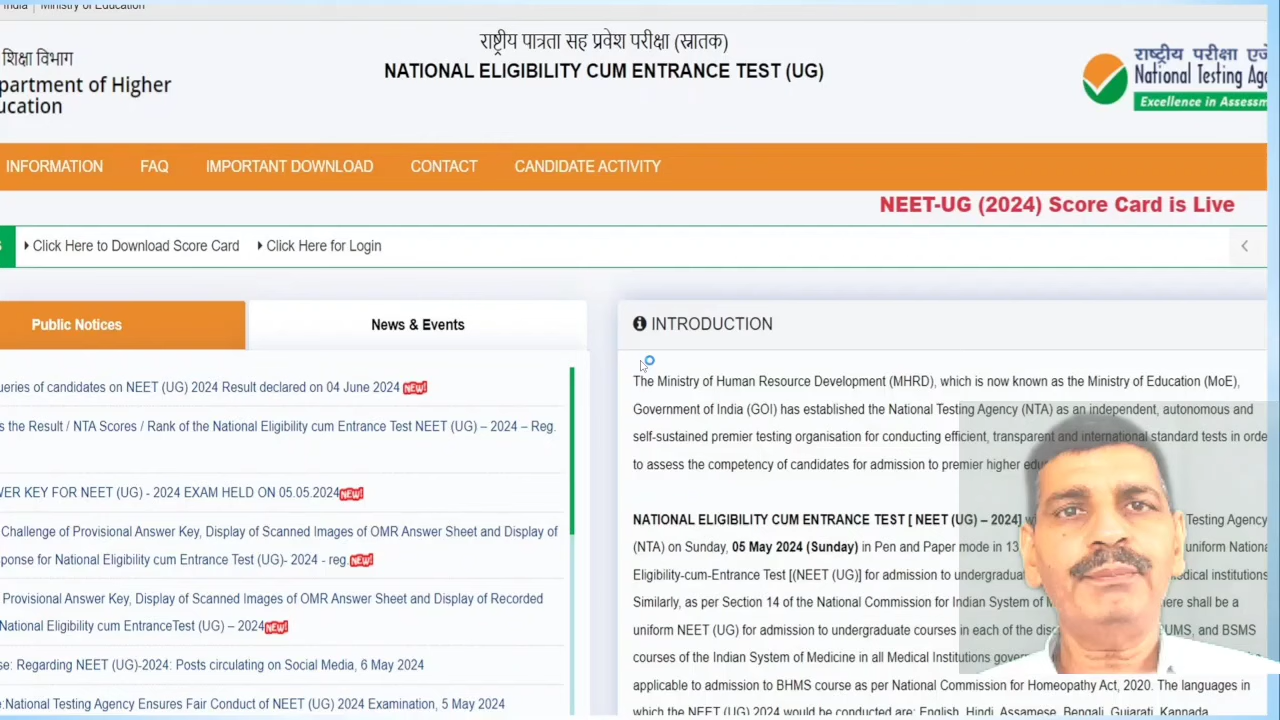 India | Ministry of Education
राष्ट्रीय पात्रता सह प्रवेश परीक्षा (स्नातक)
NATIONAL ELIGIBILITY CUM ENTRANCE TEST (UG)
शिक्षा विभाग
partment of Higher
ucation
राष्ट्रीय परीक्षा एजे
National Testing Age
Excellence in Assessm
INFORMATION FAQ IMPORTANT DOWNLOAD CONTACT CANDIDATE ACTIVITY
NEET-UG (2024) Score Card is Live
Click Here to Download Score Card Click Here for Login
Public Notices News & Events
ueries of candidates on NEET (UG) 2024 Result declared on 04 June 2024 NEW!
s the Result / NTA Scores / Rank of the National Eligibility cum Entrance Test NEET (UG) – 2024 – Reg.
WER KEY FOR NEET (UG) - 2024 EXAM HELD ON 05.05.2024 NEW!
Challenge of Provisional Answer Key, Display of Scanned Images of OMR Answer Sheet and Display of
ponse for National Eligibility cum Entrance Test (UG)- 2024 - reg. NEW!
Provisional Answer Key, Display of Scanned Images of OMR Answer Sheet and Display of Recorded
National Eligibility cum EntranceTest (UG) – 2024 NEW!
se: Regarding NEET (UG)-2024: Posts circulating on Social Media, 6 May 2024
e:National Testing Agency Ensures Fair Conduct of NEET (UG) 2024 Examination, 5 May 2024
INTRODUCTION
The Ministry of Human Resource Development (MHRD), which is now known as the Ministry of Education (MoE),
Government of India (GOI) has established the National Testing Agency (NTA) as an independent, autonomous and
self-sustained premier testing organisation for conducting efficient, transparent and international standard tests in orde
to assess the competency of candidates for admission to premier higher edu
NATIONAL ELIGIBILITY CUM ENTRANCE TEST [ NEET (UG) – 2024] Testing Agency
(NTA) on Sunday, 05 May 2024 (Sunday) in Pen and Paper mode in 13 uniform Nationa
Eligibility-cum-Entrance Test [(NEET (UG)] for admission to undergradua dical institutions
Similarly, as per Section 14 of the National Commission for Indian System of M here shall be a
uniform NEET (UG) for admission to undergraduate courses in each of the disc UMS, and BSMS
courses of the Indian System of Medicine in all Medical Institutions gover
applicable to admission to BHMS course as per National Commission for Homeopathy Act, 2020. The languages in
which the NEET (UG) 2024 would be conducted are: English, Hindi, Assamese, Bengali, Gujarati, Kannada,